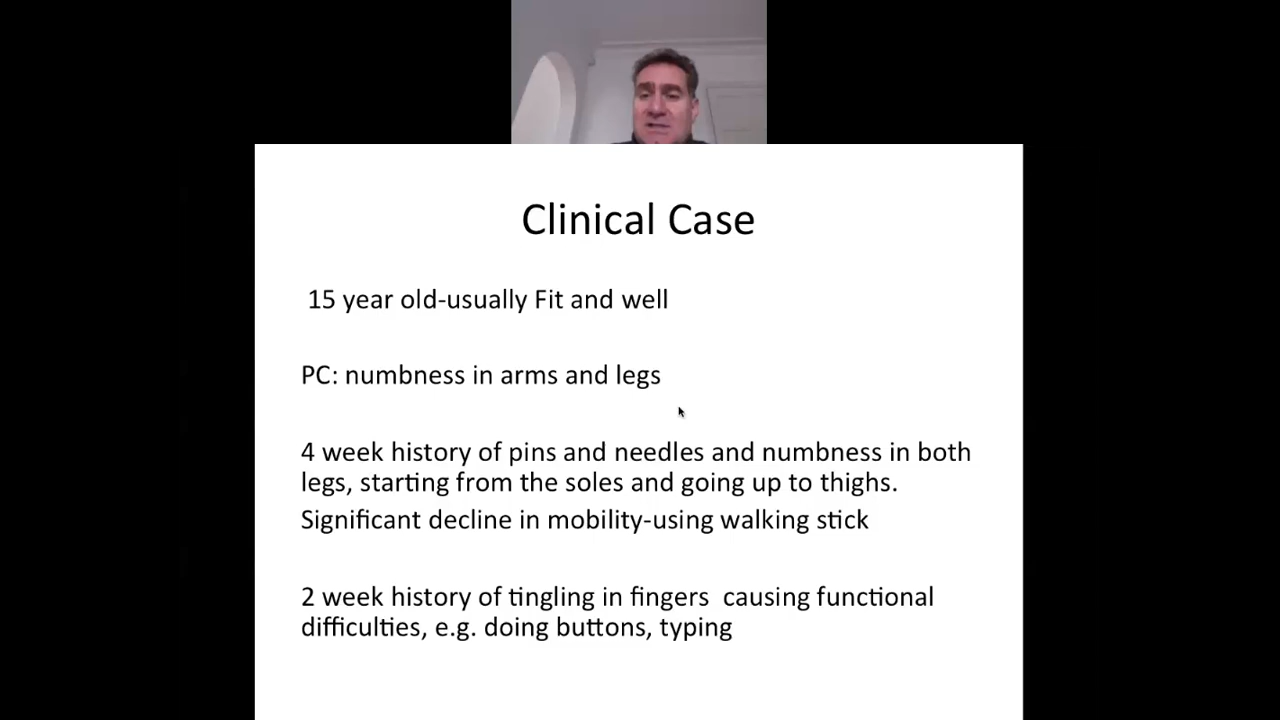 Clinical Case
15 year old-usually Fit and well
PC: numbness in arms and legs
4 week history of pins and needles and numbness in both
legs, starting from the soles and going up to thighs.
Significant decline in mobility-using walking stick
2 week history of tingling in fingers  causing functional
difficulties, e.g. doing buttons, typing